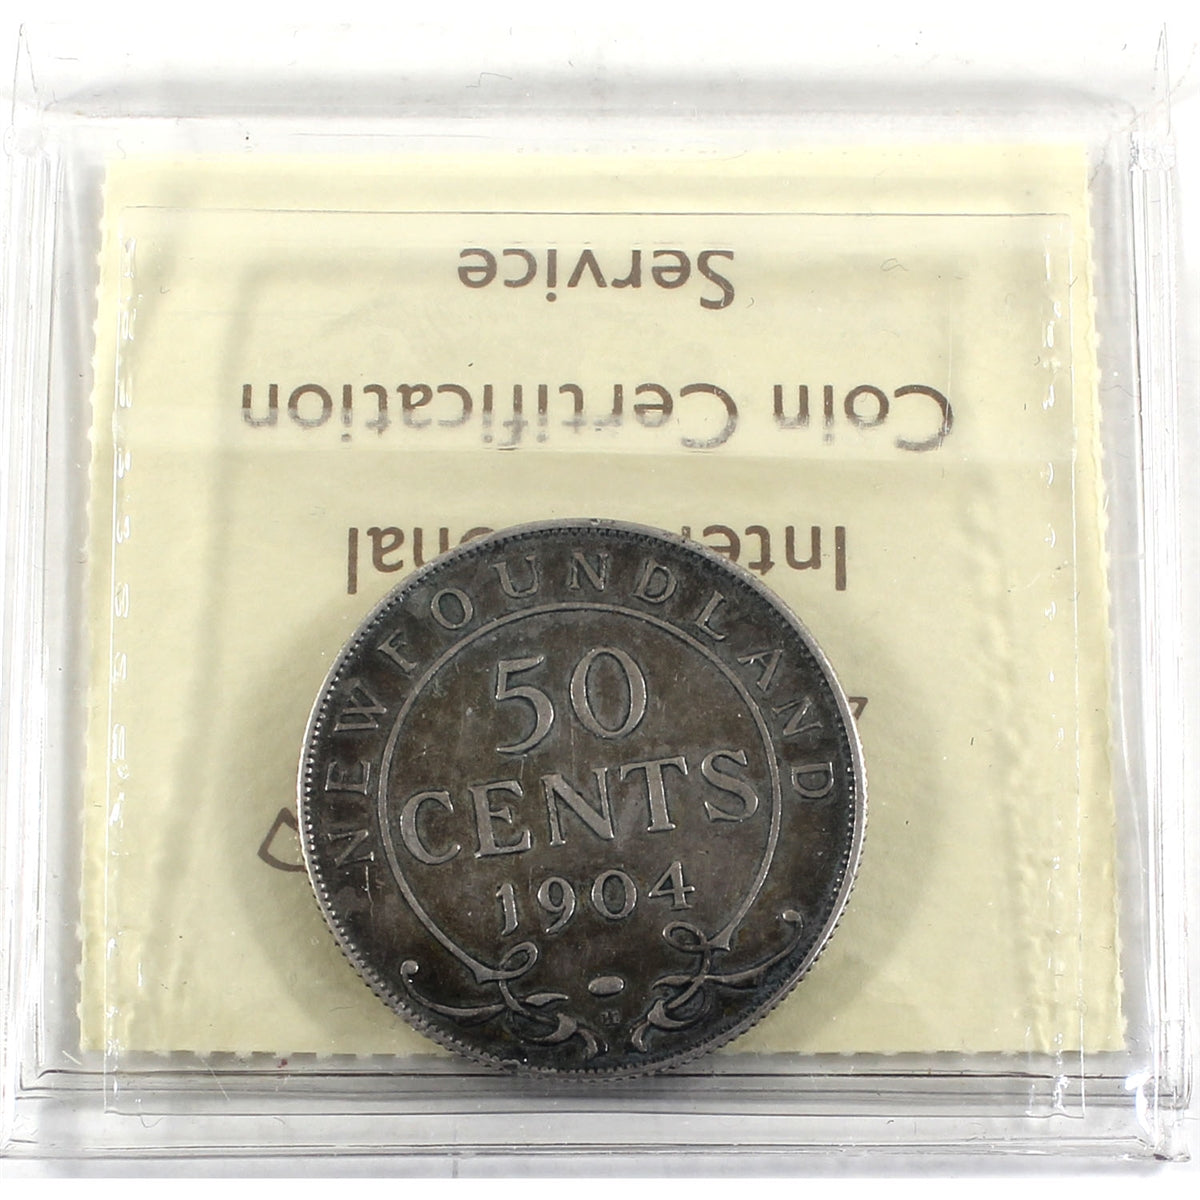 Service
Coin Certification
NEWFOUNDLAND
50
CENTS
1904
H